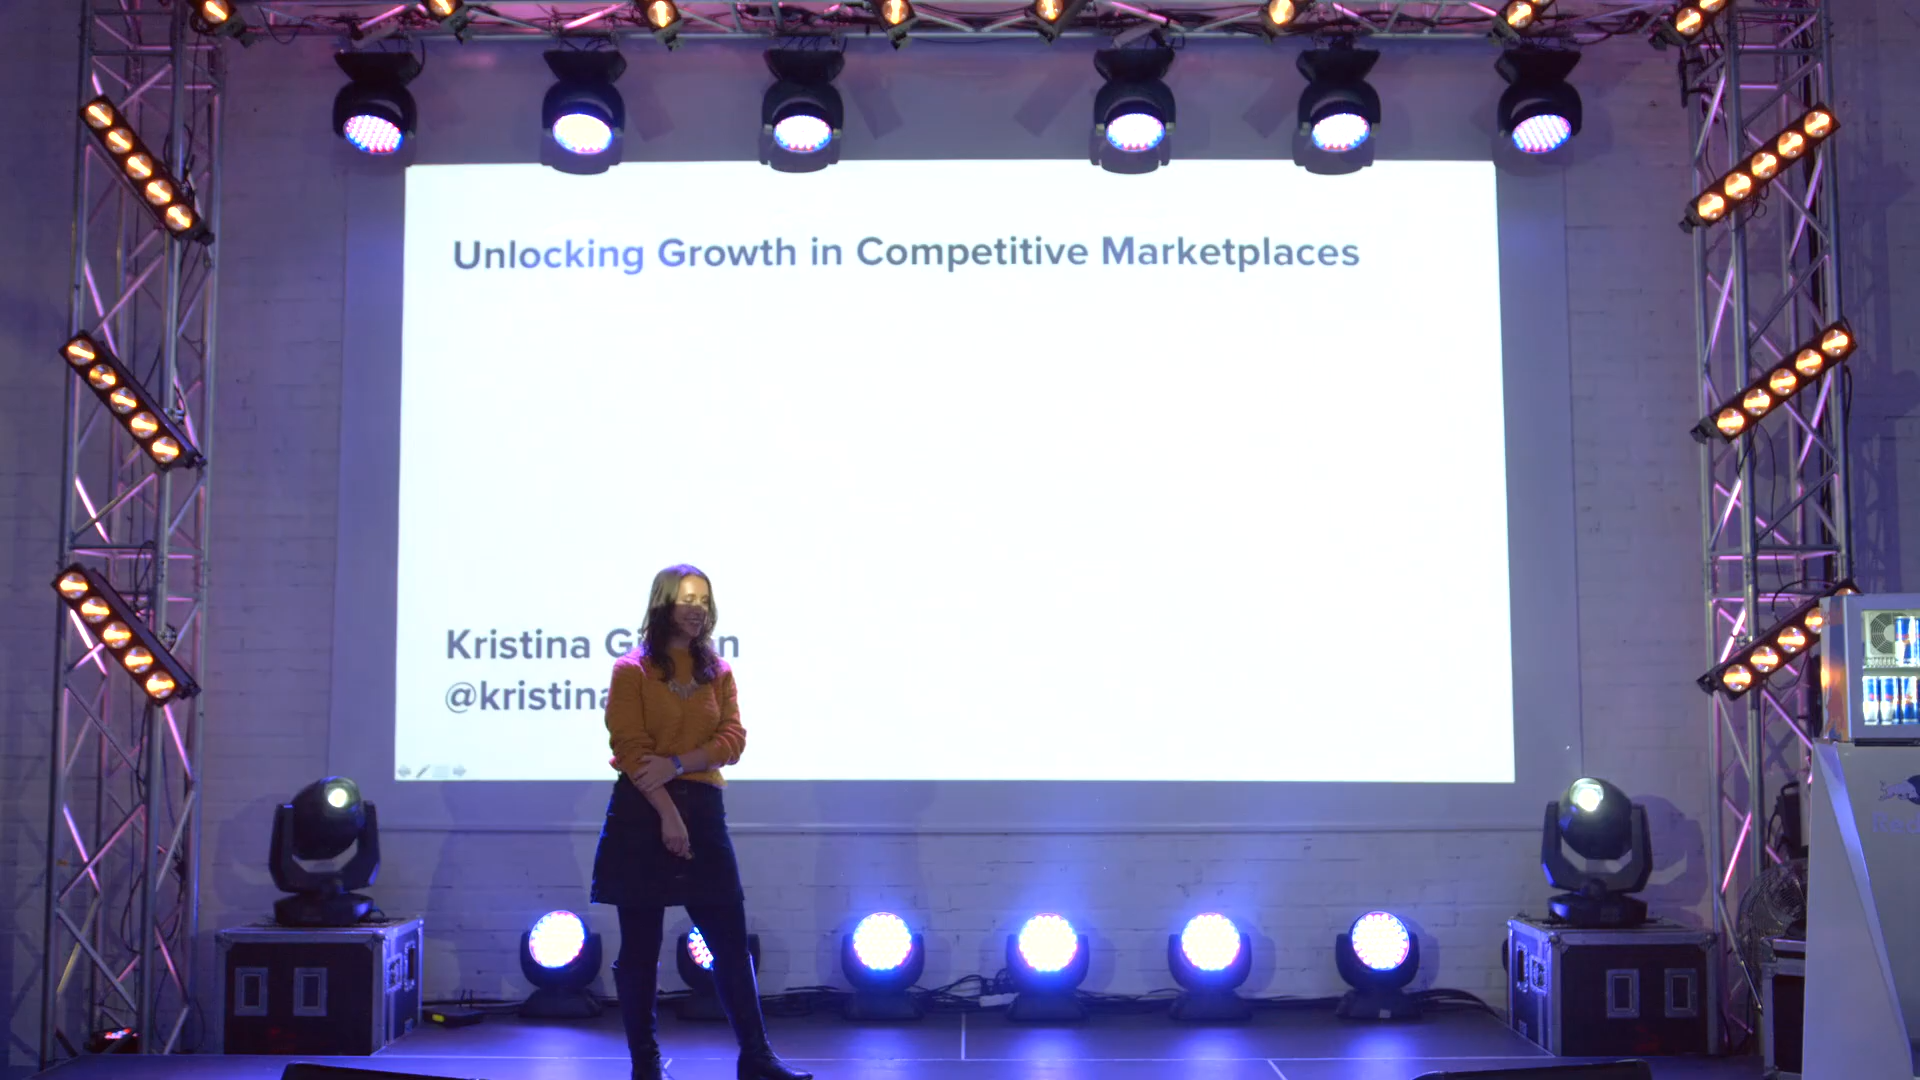 Unlocking Growth in Competitive Marketplaces
Kristina
@kristina